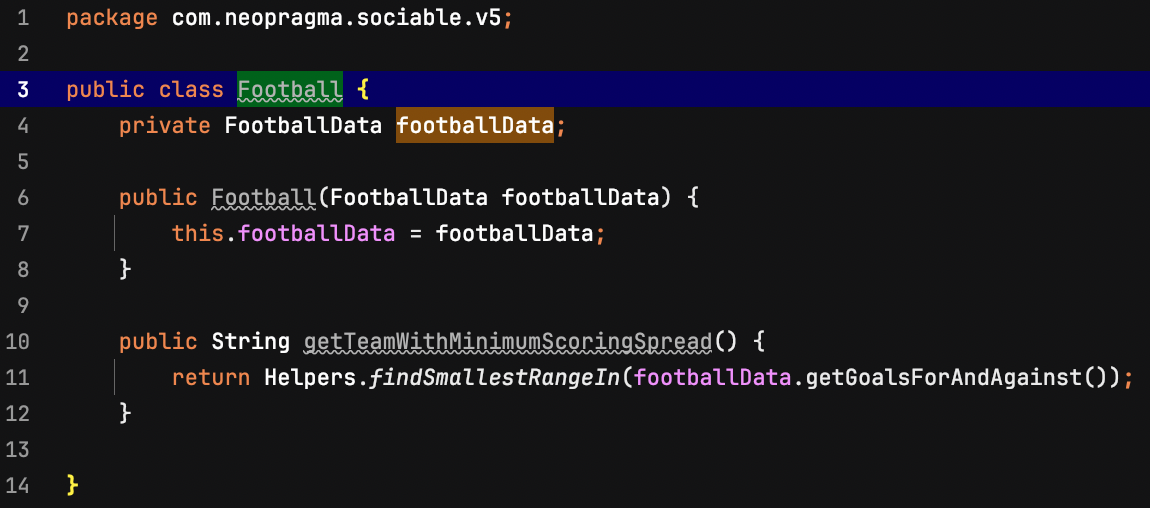 1 package com.neopragma.sociable.v5;
2
3 public class Football {
4     private FootballData footballData;
5
6     public Football(FootballData footballData) {
7         this.footballData = footballData;
8     }
9
10     public String getTeamWithMinimumScoringSpread() {
11         return Helpers.findSmallestRangeIn(footballData.getGoalsForAndAgainst());
12     }
13
14 }